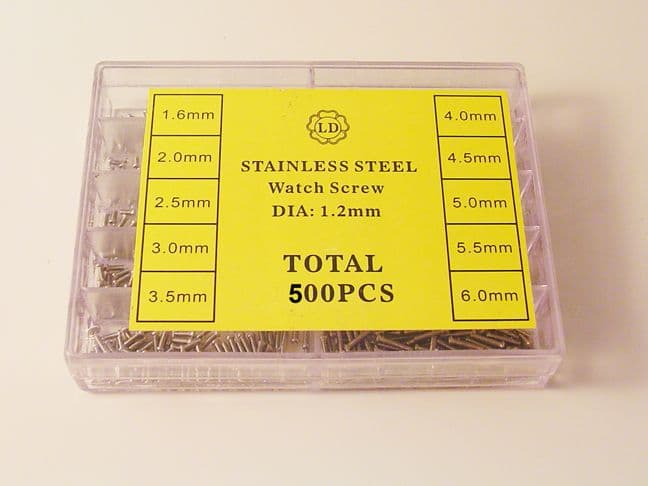 LD
STAINLESS STEEL
Watch Screw
DIA: 1.2mm
TOTAL
500PCS
1.6mm
2.0mm
2.5mm
3.0mm
3.5mm
4.0mm
4.5mm
5.0mm
5.5mm
6.0mm